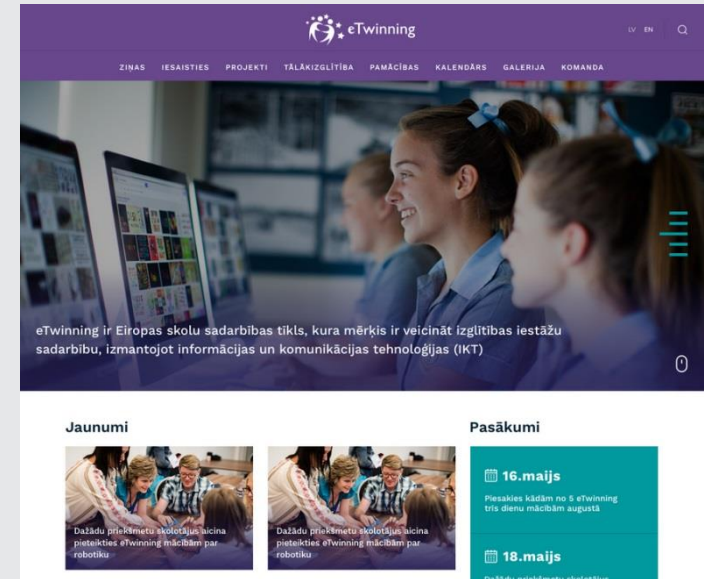 eTwinning
LV EN
ZIŅAS IESAISTIES PROJEKTI TĀLĀKIZGLĪTĪBA PAMĀCĪBAS KALENDĀRS GALERIJA KOMANDA
eTwinning ir Eiropas skolu sadarbības tīkls, kura mērķis ir veicināt izglītības iestāžu
sadarbību, izmantojot informācijas un komunikācijas tehnoloģijas (IKT)
Jaunumi
Dažādu priekšmetu skolotājus aicina
pieteikties eTwinning mācībām par
robotiku
Dažādu priekšmetu skolotājus aicina
pieteikties eTwinning mācībām par
robotiku
Pasākumi
16.maijs
Piesakies kādām no 5 eTwinning
trīs dienu mācībām augustā
18.maijs
Dažādu priekšmetu skolotājus